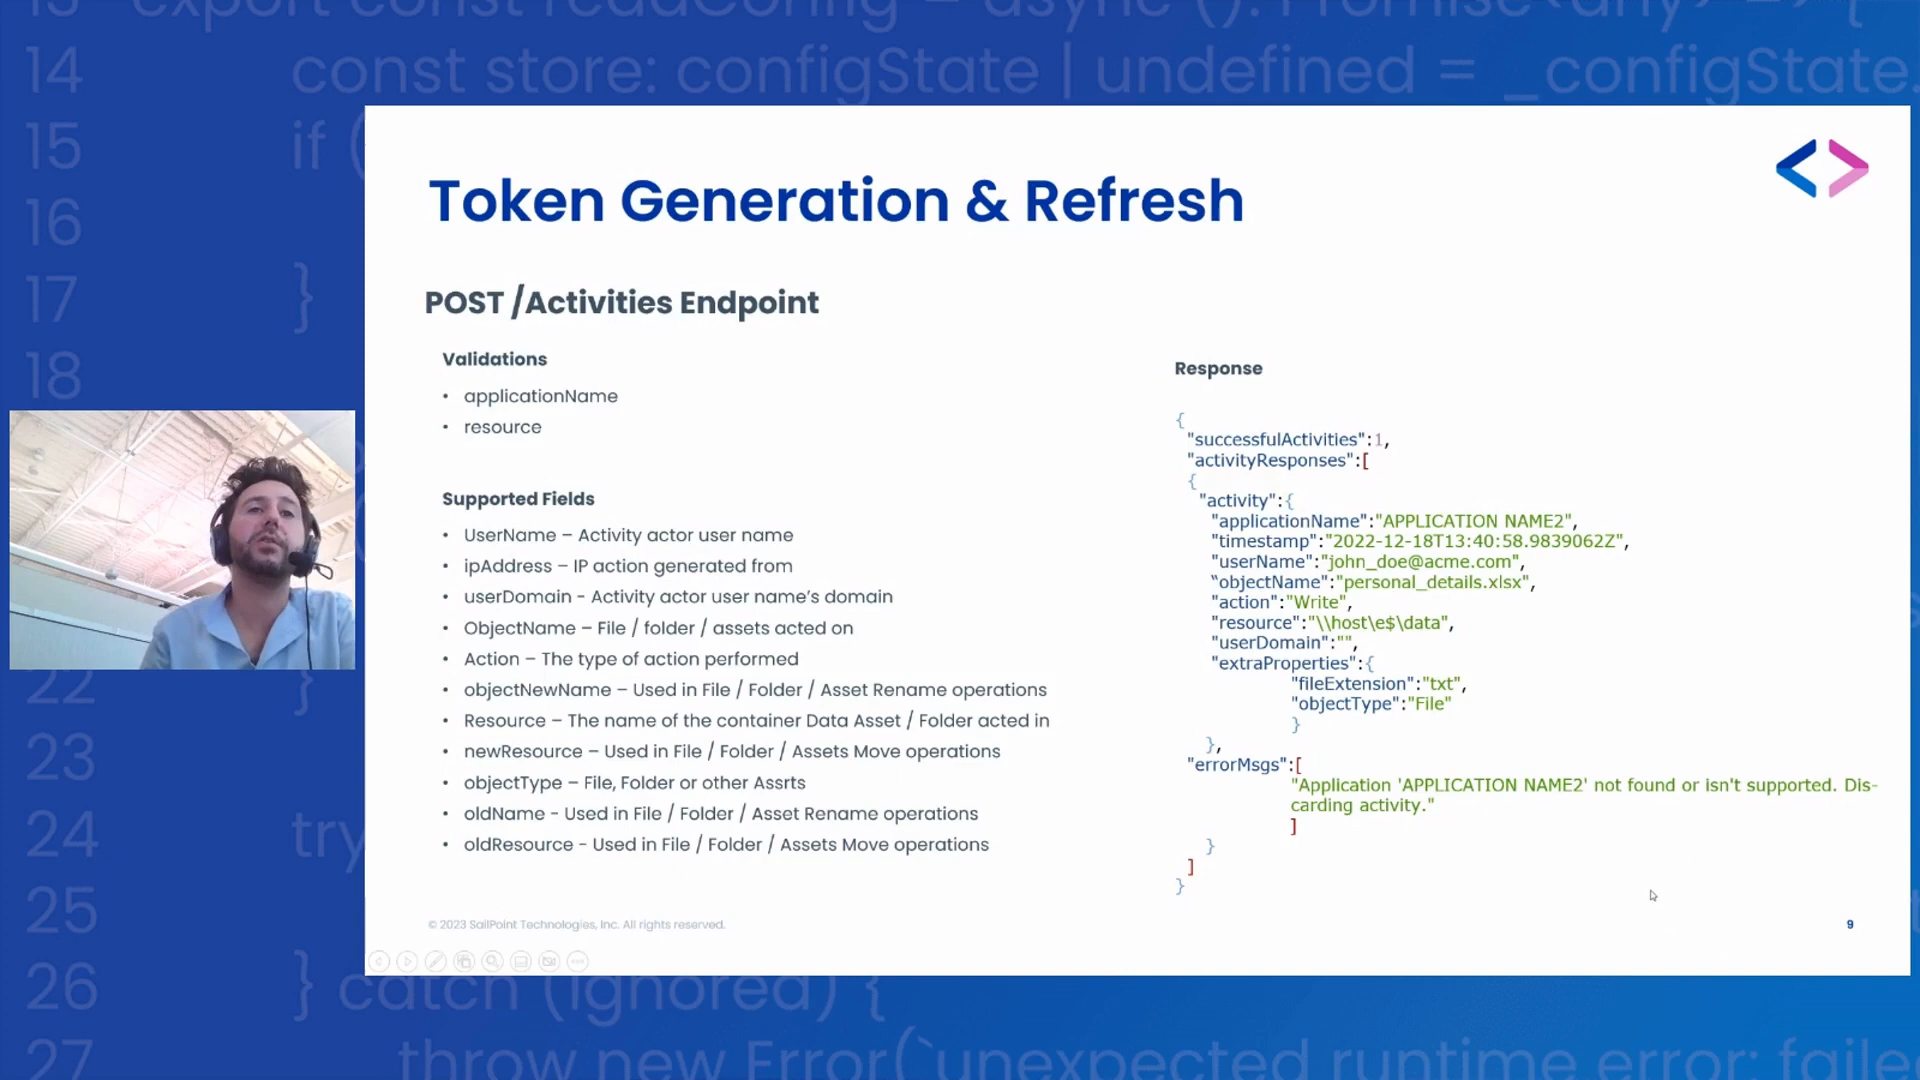 13 export const readConfig = async (): Promise<any> => {
14 const store: configState | undefined = _configState.
15 if (
16
17 }
18
22 }
23
24 try
25
26 } catch (ignored) {
27 throw new Error(`unexpected runtime error: faile
Token Generation & Refresh
POST /Activities Endpoint
Validations
• applicationName
• resource
Supported Fields
• UserName – Activity actor user name
• ipAddress – IP action generated from
• userDomain - Activity actor user name’s domain
• ObjectName – File / folder / assets acted on
• Action – The type of action performed
• objectNewName – Used in File / Folder / Asset Rename operations
• Resource – The name of the container Data Asset / Folder acted in
• newResource – Used in File / Folder / Assets Move operations
• objectType – File, Folder or other Assrts
• oldName - Used in File / Folder / Asset Rename operations
• oldResource - Used in File / Folder / Assets Move operations
Response
{
"successfulActivities":1,
"activityResponses":[
{
"activity":{
"applicationName":"APPLICATION NAME2",
"timestamp":"2022-12-18T13:40:58.9839062Z",
"userName":"john_doe@acme.com",
“objectName":"personal_details.xlsx",
"action":"Write",
"resource":"\\host\e$\data",
"userDomain":"",
"extraProperties":{
"fileExtension":"txt",
"objectType":"File"
}
},
"errorMsgs":[
"Application 'APPLICATION NAME2' not found or isn't supported. Dis-
carding activity."
]
}
]
}
© 2023 SailPoint Technologies, Inc. All rights reserved.
9